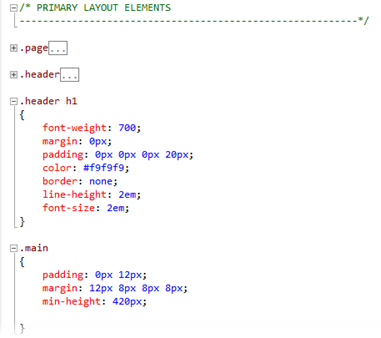 /* PRIMARY LAYOUT ELEMENTS
----------------------------------------------------------*/
.page...
.header...
.header h1
{
font-weight: 700;
margin: 0px;
padding: 0px 0px 0px 20px;
color: #f9f9f9;
border: none;
line-height: 2em;
font-size: 2em;
}
.main
{
padding: 0px 12px;
margin: 12px 8px 8px 8px;
min-height: 420px;
}